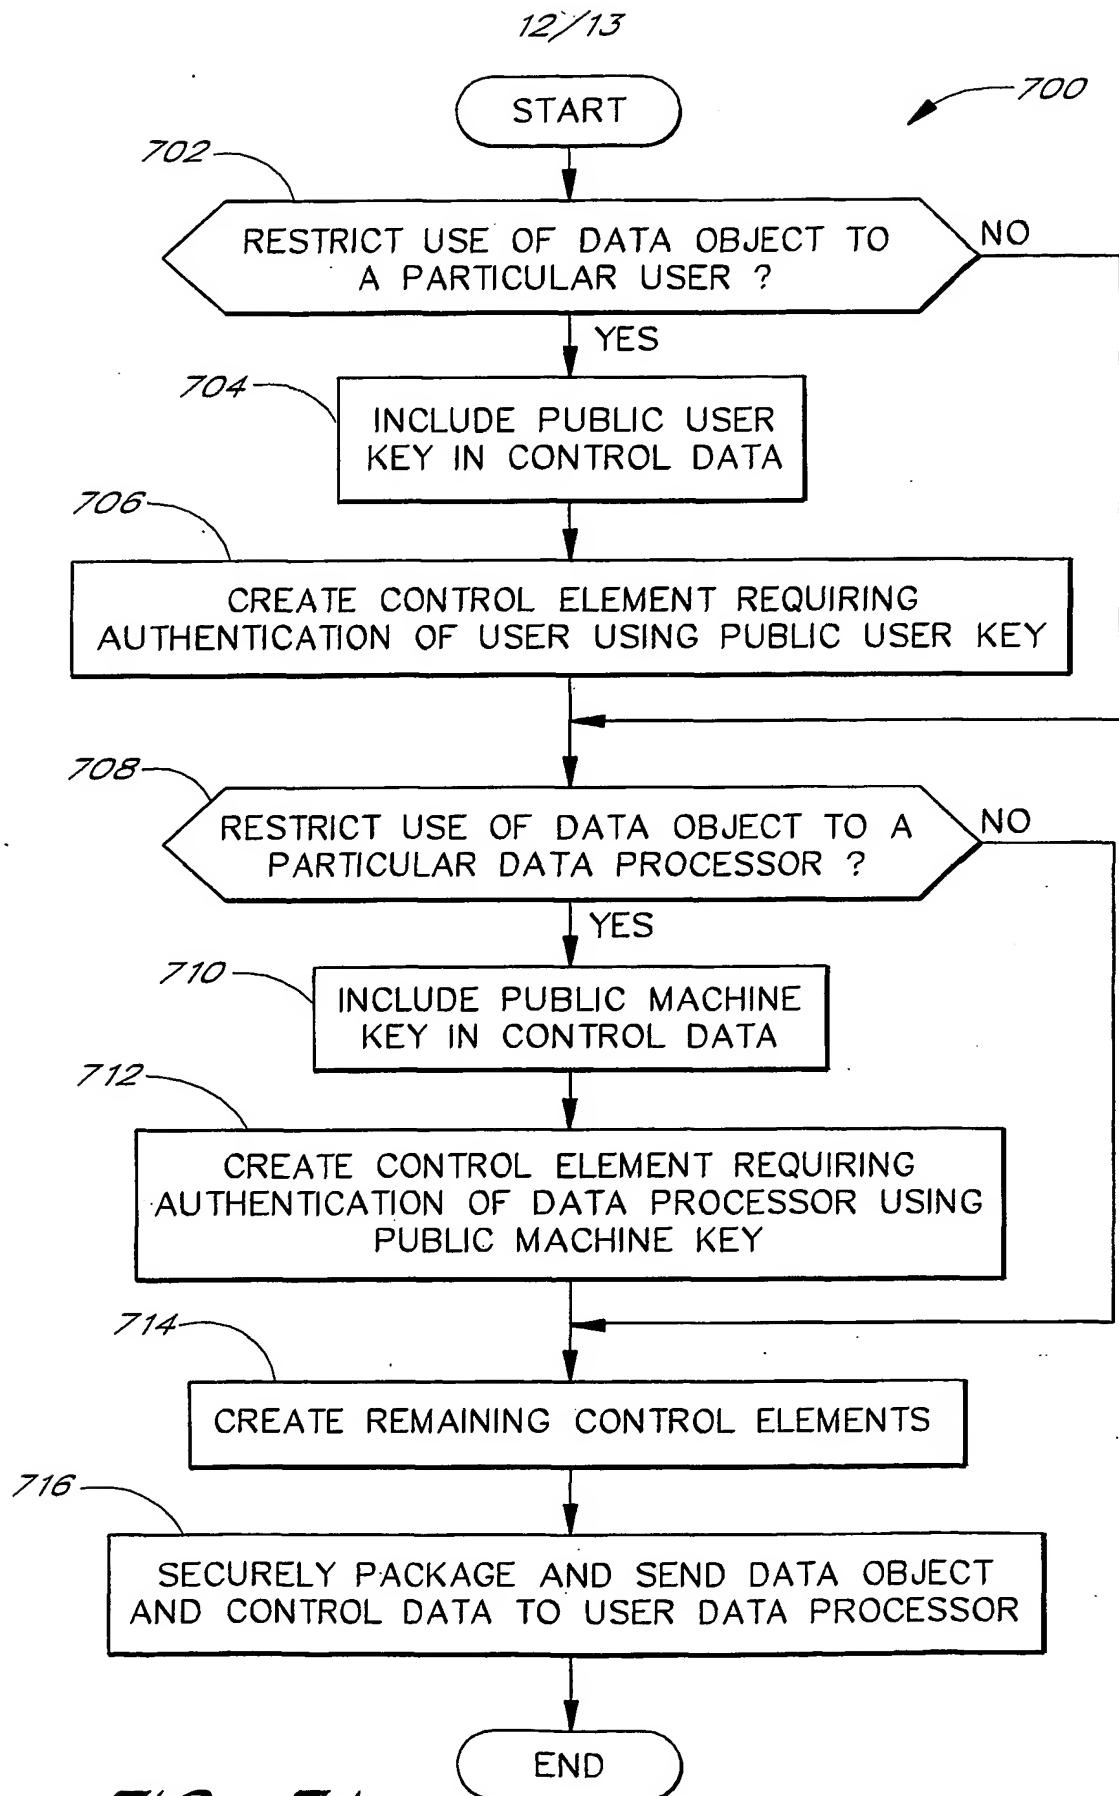 12/13
START
700
702
RESTRICT USE OF DATA OBJECT TO
A PARTICULAR USER ?
NO
YES
704
INCLUDE PUBLIC USER
KEY IN CONTROL DATA
706
CREATE CONTROL ELEMENT REQUIRING
AUTHENTICATION OF USER USING PUBLIC USER KEY
708
RESTRICT USE OF DATA OBJECT TO A
PARTICULAR DATA PROCESSOR ?
NO
YES
710
INCLUDE PUBLIC MACHINE
KEY IN CONTROL DATA
712
CREATE CONTROL ELEMENT REQUIRING
AUTHENTICATION OF DATA PROCESSOR USING
PUBLIC MACHINE KEY
714
CREATE REMAINING CONTROL ELEMENTS
716
SECURELY PACKAGE AND SEND DATA OBJECT
AND CONTROL DATA TO USER DATA PROCESSOR
END